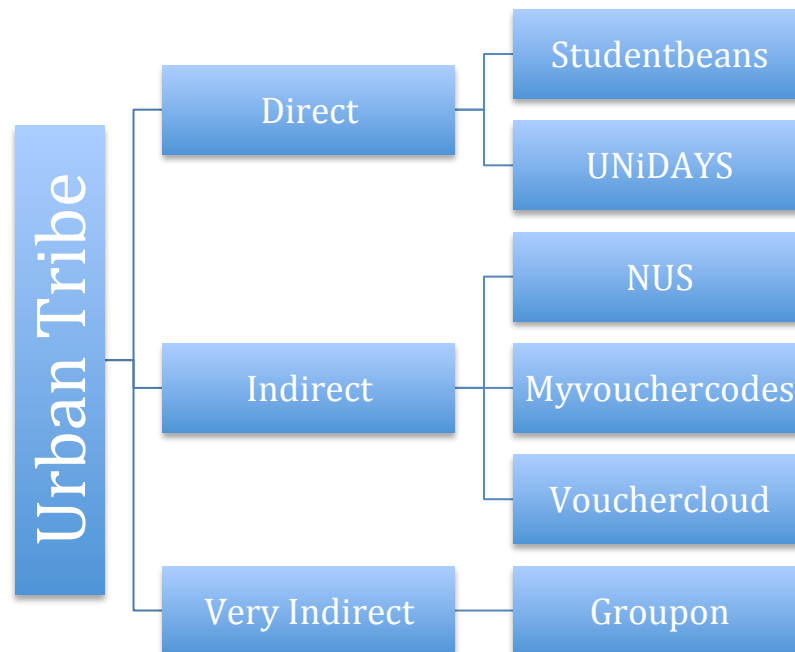 Urban Tribe
Direct
Studentbeans
UNiDAYS
Indirect
NUS
Myvouchercodes
Vouchercloud
Very Indirect
Groupon